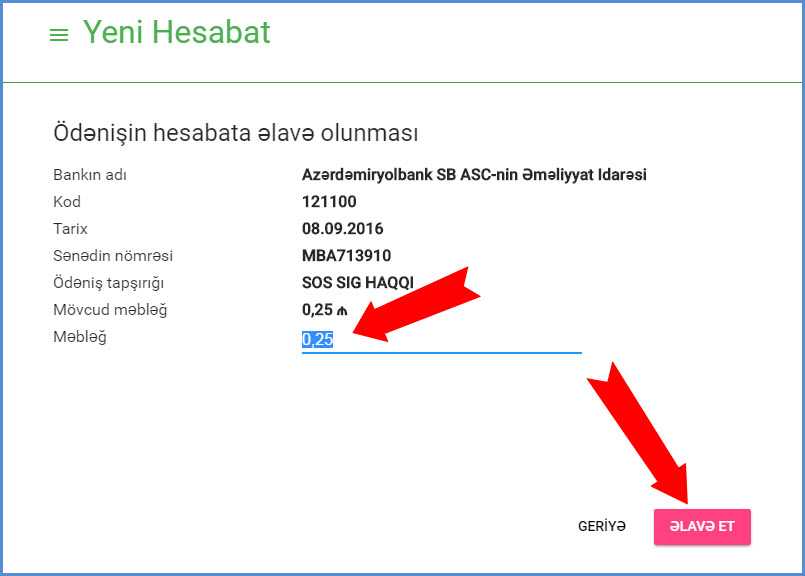 Yeni Hesabat
Ödənişin hesabata əlavə olunması
Bankın adı Azərdəmiryolbank SB ASC-nin Əməliyyat Idarəsi
Kod 121100
Tarix 08.09.2016
Sənədin nömrəsi MBA713910
Ödəniş tapşırığı SOS SIG HAQQI
Mövcud məbləğ 0,25 ₼
Məbləğ 0,25
GERİYƏ ƏLAVƏ ET